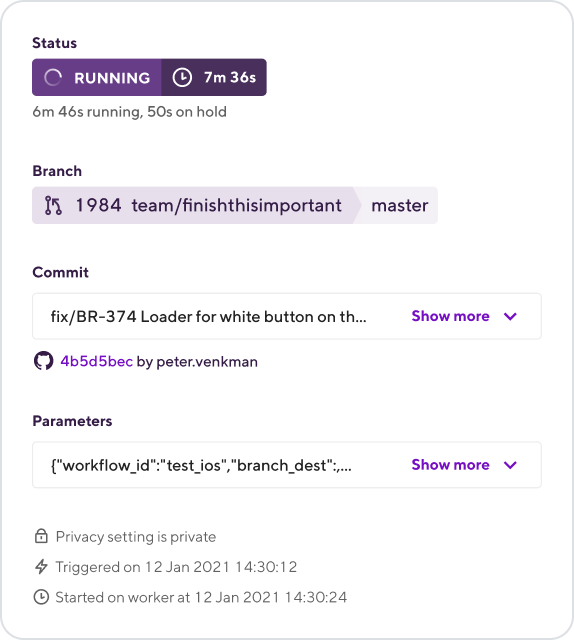 Status
RUNNING 7m 36s
6m 46s running, 50s on hold
Branch
1984 team/finishthisimportant master
Commit
fix/BR-374 Loader for white button on th... Show more
4b5d5bec by peter.venkman
Parameters
{"workflow_id":"test_ios","branch_dest":,... Show more
Privacy setting is private
Triggered on 12 Jan 2021 14:30:12
Started on worker at 12 Jan 2021 14:30:24